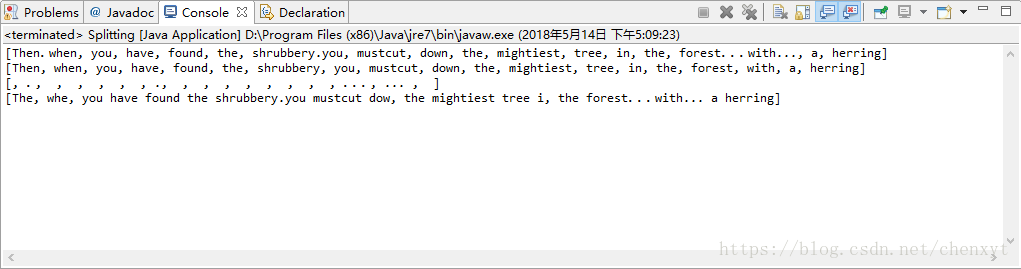 Problems @ Javadoc Console Declaration
<terminated> Splitting [Java Application] D:\Program Files (x86)\Java\jre7\bin\javaw.exe (2018年5月14日 下午5:09:23)
[Then.when, you, have, found, the, shrubbery.you, mustcut, down, the, mightiest, tree, in, the, forest...with..., a, herring]
[Then, when, you, have, found, the, shrubbery, you, mustcut, down, the, mightiest, tree, in, the, forest, with, a, herring]
[, .,  ,  ,  ,  ,  , .,  ,  ,  ,  ,  ,  ,  ,  , ..., ... ,  ]
[The, whe, you have found the shrubbery.you mustcut dow, the mightiest tree i, the forest...with... a herring]
https://blog.csdn.net/chenxyt